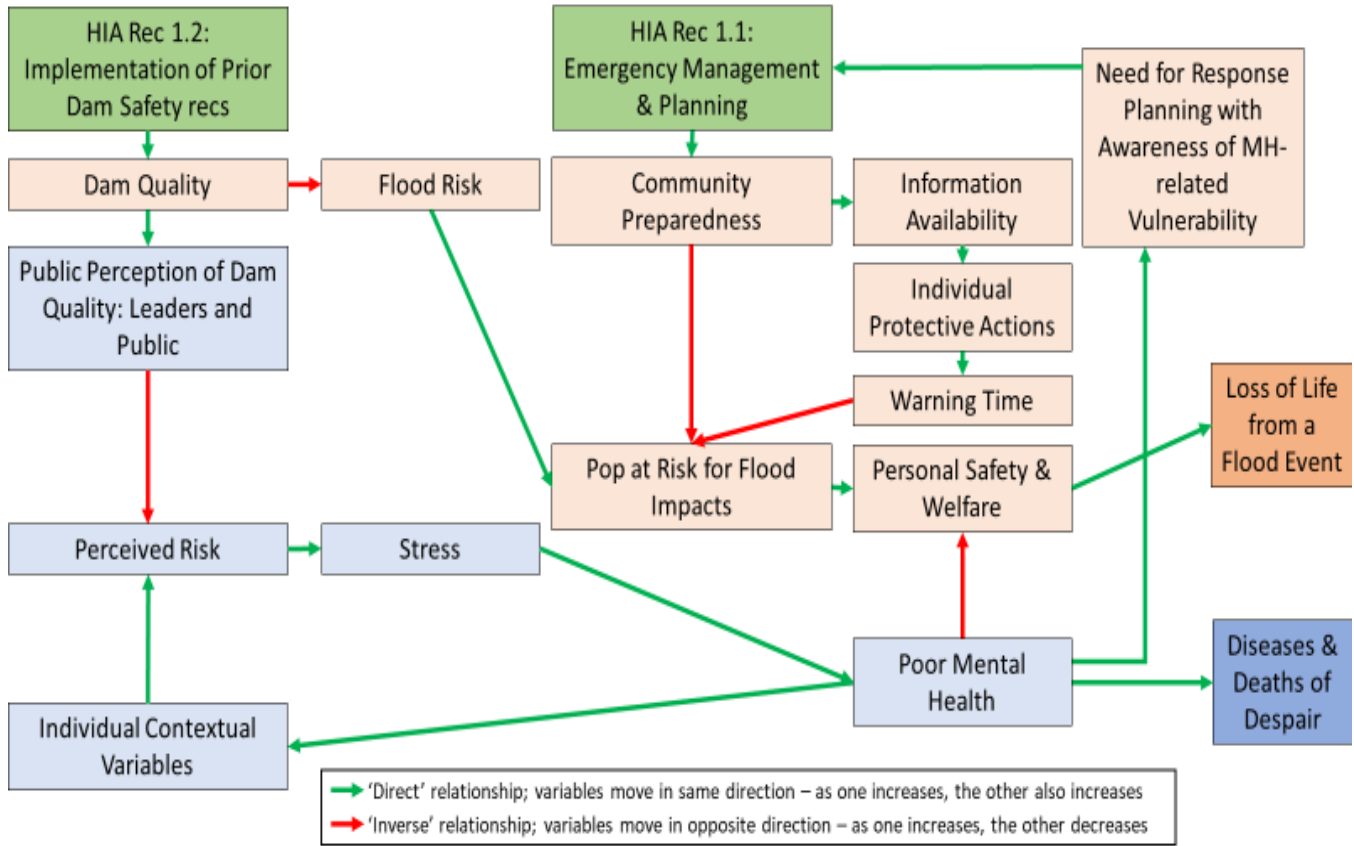 HIA Rec 1.2:
Implementation of Prior
Dam Safety recs
HIA Rec 1.1:
Emergency Management
& Planning
Need for Response
Planning with
Awareness of MH-
related
Vulnerability
Dam Quality
Flood Risk
Community
Preparedness
Information
Availability
Public Perception of Dam
Quality: Leaders and
Public
Individual
Protective Actions
Warning Time
Loss of Life
from a
Flood Event
Pop at Risk for Flood
Impacts
Personal Safety &
Welfare
Perceived Risk
Stress
Poor Mental
Health
Diseases &
Deaths of
Despair
Individual Contextual
Variables
'Direct' relationship; variables move in same direction – as one increases, the other also increases
'Inverse' relationship; variables move in opposite direction – as one increases, the other decreases